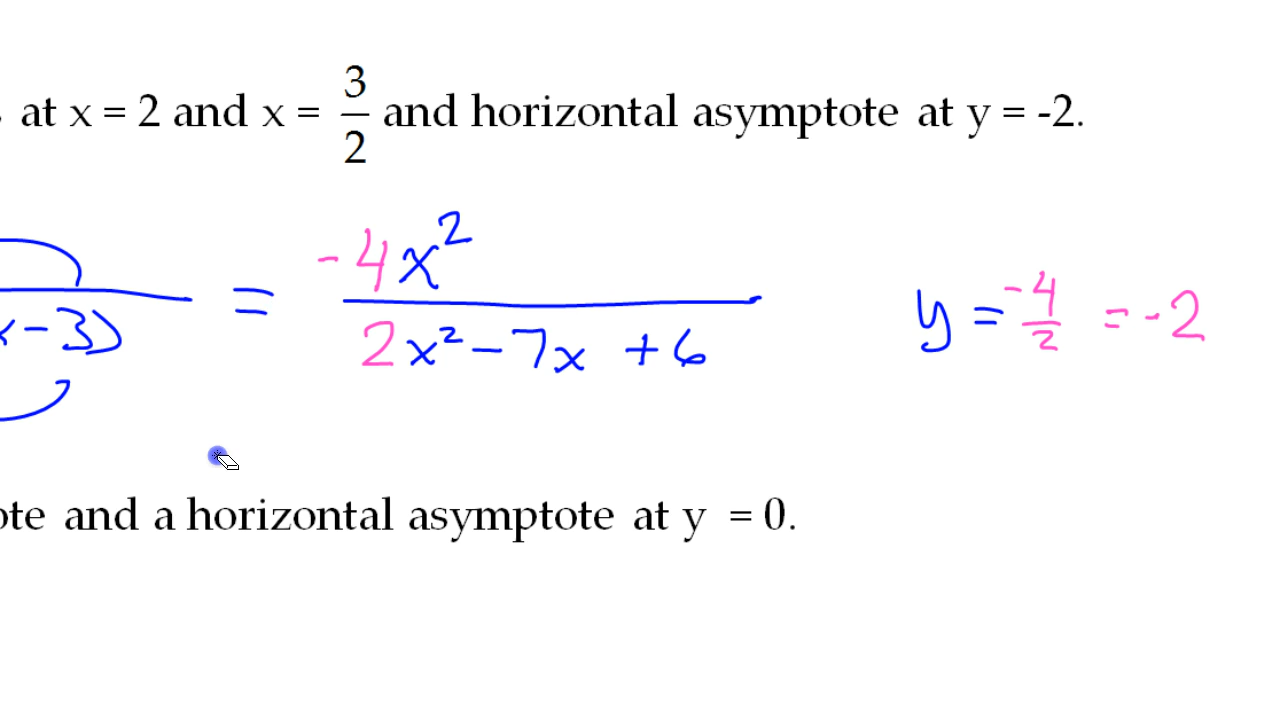 at x = 2 and x = 3/2 and horizontal asymptote at y = -2.
- 3) = -4x² / 2x² - 7x + 6 y = -4/2 = -2
and a horizontal asymptote at y = 0.